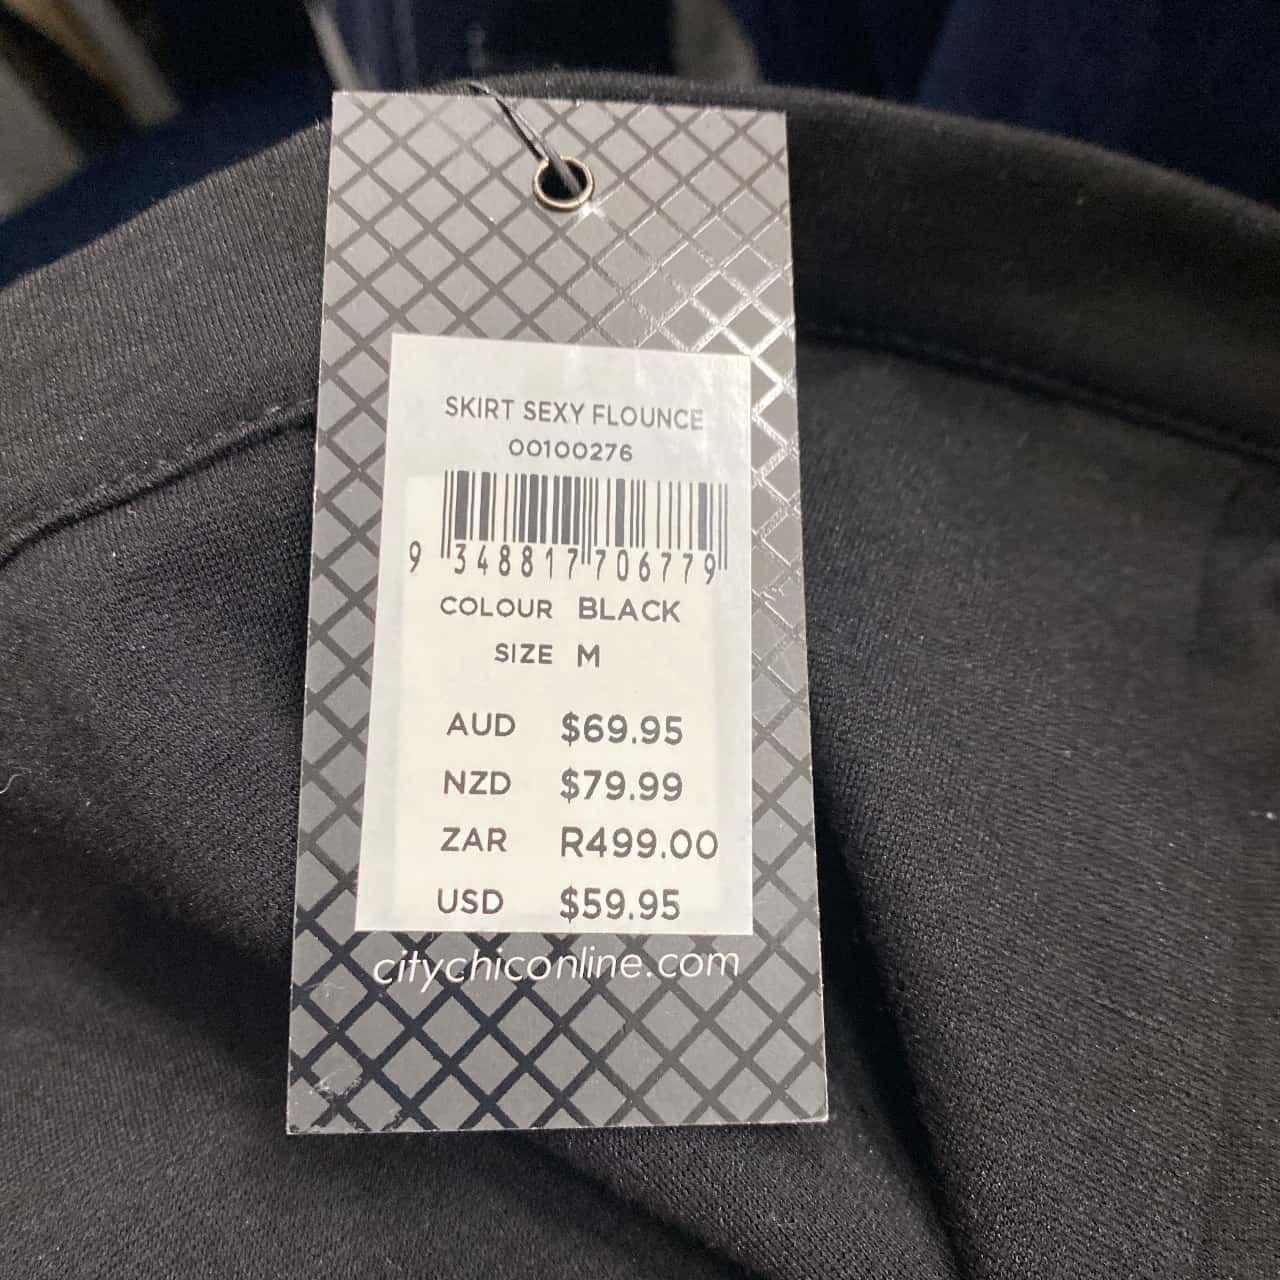 SKIRT SEXY FLOUNCE
00100276
9 348817 706779
COLOUR BLACK
SIZE M
AUD $69.95
NZD $79.99
ZAR R499.00
USD $59.95
citychiconline.com